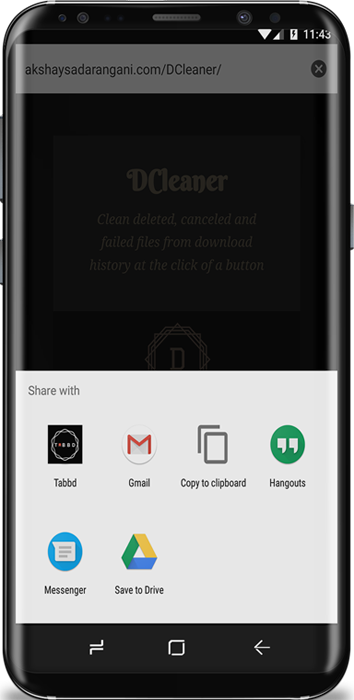 11:43
akshaysadarangani.com/DCleaner/
DCleaner
Clean deleted, canceled and
failed files from download
history at the click of a button
D
Share with
TABBD
Tabbd
Gmail
Copy to clipboard
Hangouts
Messenger
Save to Drive